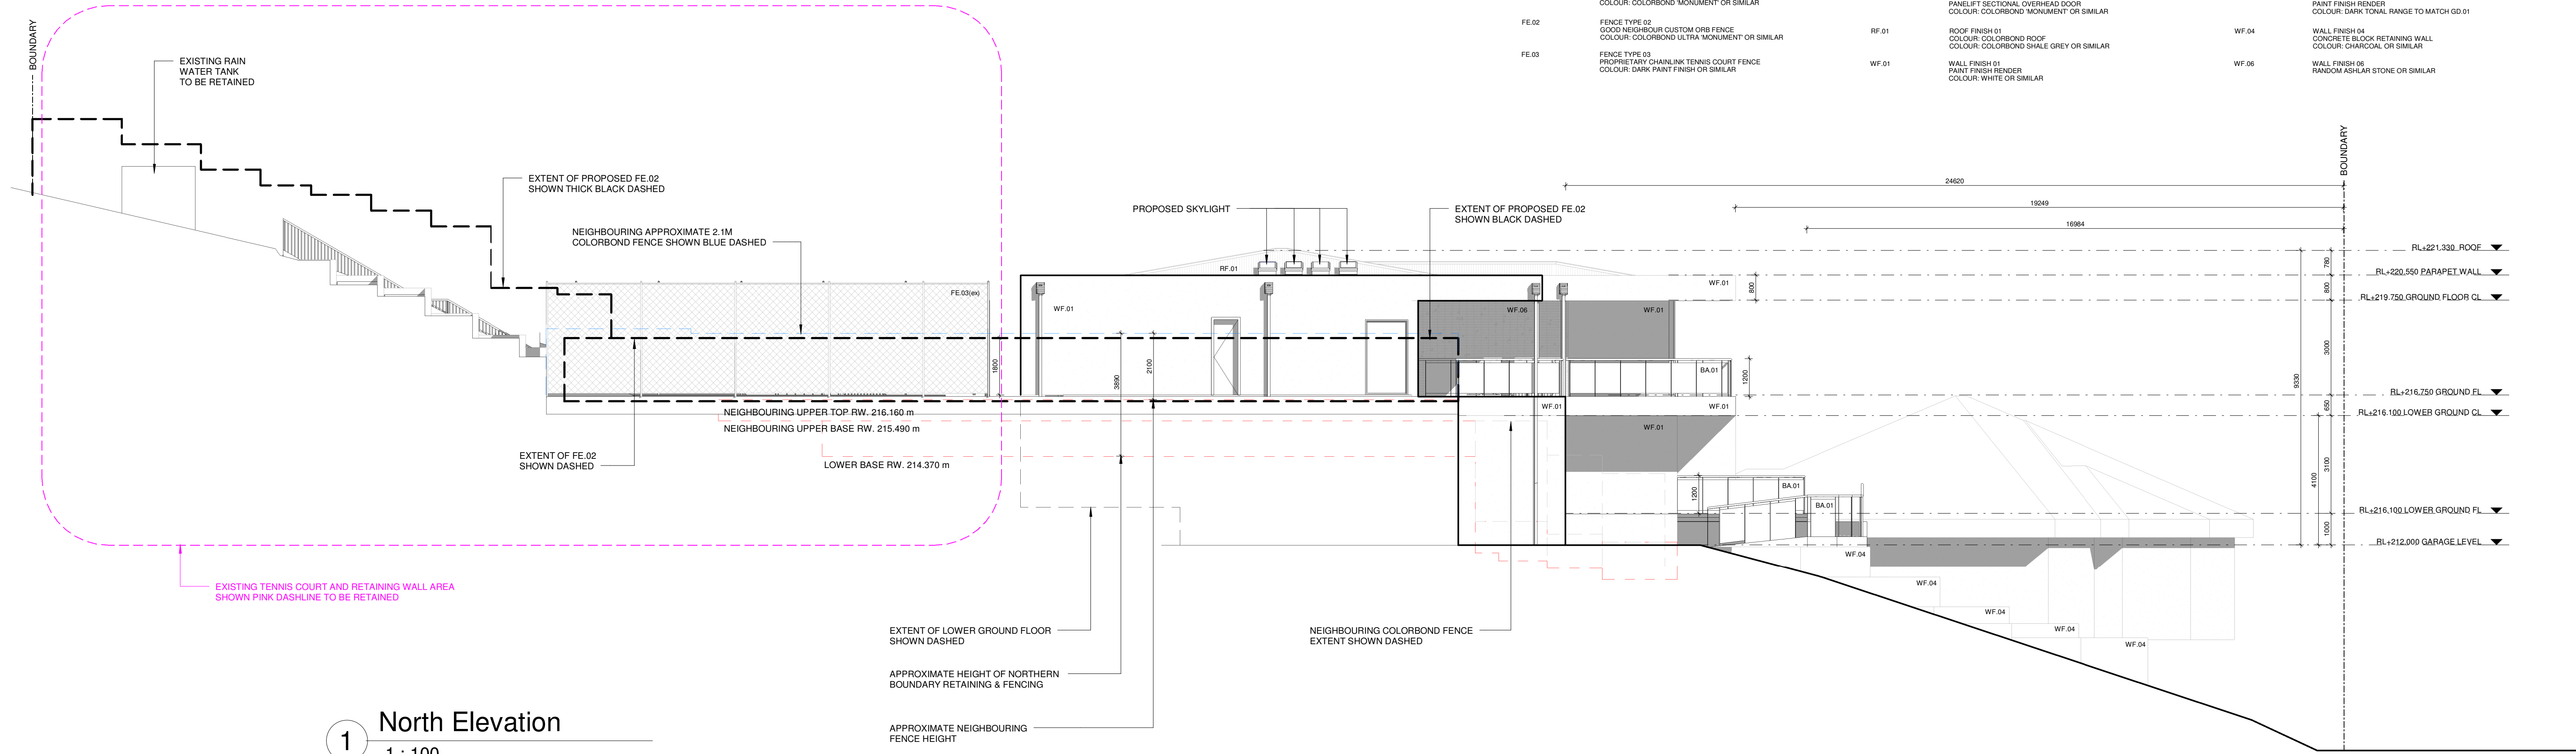 COLOUR: COLORBOND 'MONUMENT' OR SIMILAR
FE.02
FENCE TYPE 02
GOOD NEIGHBOUR CUSTOM ORB FENCE
COLOUR: COLORBOND ULTRA 'MONUMENT' OR SIMILAR
FE.03
FENCE TYPE 03
PROPRIETARY CHAINLINK TENNIS COURT FENCE
COLOUR: DARK PAINT FINISH OR SIMILAR
PANELIFT SECTIONAL OVERHEAD DOOR
COLOUR: COLORBOND 'MONUMENT' OR SIMILAR
RF.01
ROOF FINISH 01
COLOUR: COLORBOND ROOF
COLOUR: COLORBOND SHALE GREY OR SIMILAR
WF.01
WALL FINISH 01
PAINT FINISH RENDER
COLOUR: WHITE OR SIMILAR
PAINT FINISH RENDER
COLOUR: DARK TONAL RANGE TO MATCH GD.01
WF.04
WALL FINISH 04
CONCRETE BLOCK RETAINING WALL
COLOUR: CHARCOAL OR SIMILAR
WF.06
WALL FINISH 06
RANDOM ASHLAR STONE OR SIMILAR
BOUNDARY
EXISTING RAIN
WATER TANK
TO BE RETAINED
EXTENT OF PROPOSED FE.02
SHOWN THICK BLACK DASHED
NEIGHBOURING APPROXIMATE 2.1M
COLORBOND FENCE SHOWN BLUE DASHED
PROPOSED SKYLIGHT
EXTENT OF PROPOSED FE.02
SHOWN BLACK DASHED
BOUNDARY
24620
19249
16984
RL+221.330 ROOF
RL+220.550 PARAPET WALL
RL+219.750 GROUND FLOOR CL
RL+216.750 GROUND FL
RL+216.100 LOWER GROUND CL
RL+216.100 LOWER GROUND FL
RL+212.000 GARAGE LEVEL
780
800
3000
650
3100
1000
9330
4100
800
1200
1200
RF.01
FE.03(ex)
WF.01
WF.06
WF.01
WF.01
BA.01
WF.01
WF.01
WF.01
BA.01
BA.01
WF.04
WF.04
WF.04
WF.04
WF.04
1800
3890
2100
NEIGHBOURING UPPER TOP RW. 216.160 m
NEIGHBOURING UPPER BASE RW. 215.490 m
LOWER BASE RW. 214.370 m
EXTENT OF FE.02
SHOWN DASHED
EXISTING TENNIS COURT AND RETAINING WALL AREA
SHOWN PINK DASHLINE TO BE RETAINED
EXTENT OF LOWER GROUND FLOOR
SHOWN DASHED
APPROXIMATE HEIGHT OF NORTHERN
BOUNDARY RETAINING & FENCING
APPROXIMATE NEIGHBOURING
FENCE HEIGHT
NEIGHBOURING COLORBOND FENCE
EXTENT SHOWN DASHED
1
North Elevation
1 : 100